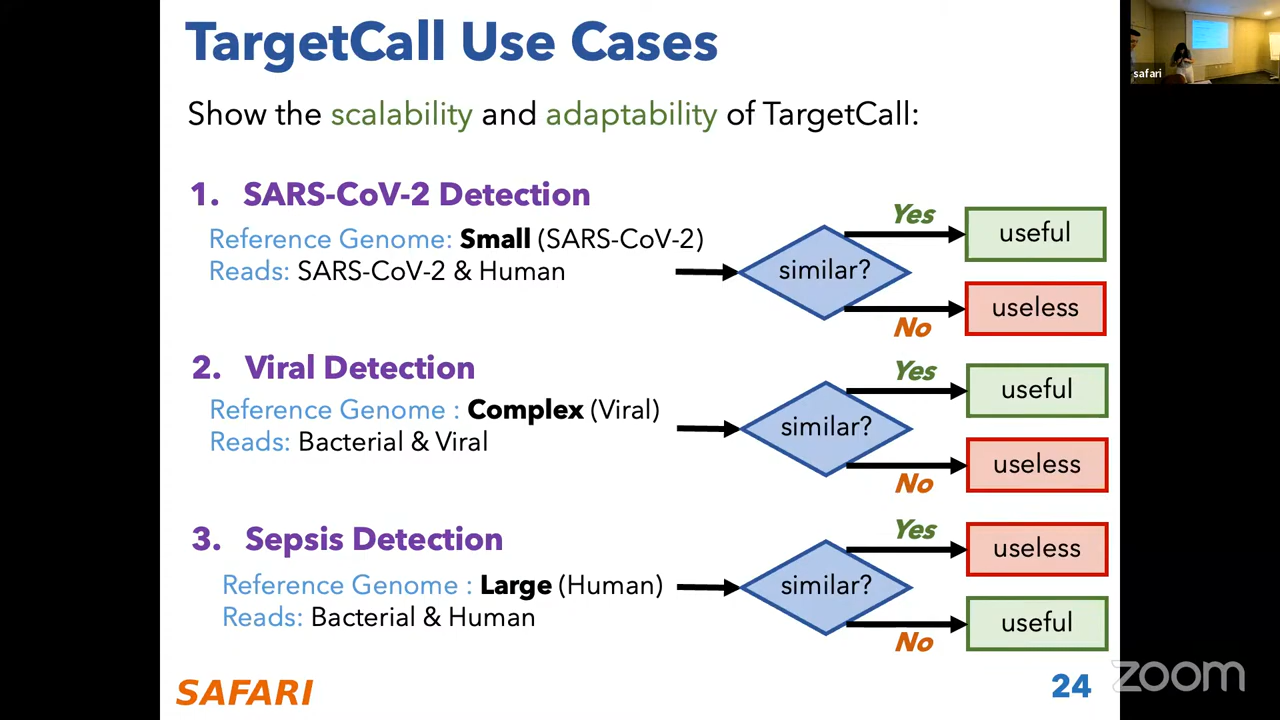 TargetCall Use Cases
safari
Show the scalability and adaptability of TargetCall:
1. SARS-CoV-2 Detection
Reference Genome: Small (SARS-CoV-2)
Reads: SARS-CoV-2 & Human
similar?
Yes
useful
No
useless
2. Viral Detection
Reference Genome : Complex (Viral)
Reads: Bacterial & Viral
similar?
Yes
useful
No
useless
3. Sepsis Detection
Reference Genome : Large (Human)
Reads: Bacterial & Human
similar?
Yes
useless
No
useful
SAFARI
24
zoom